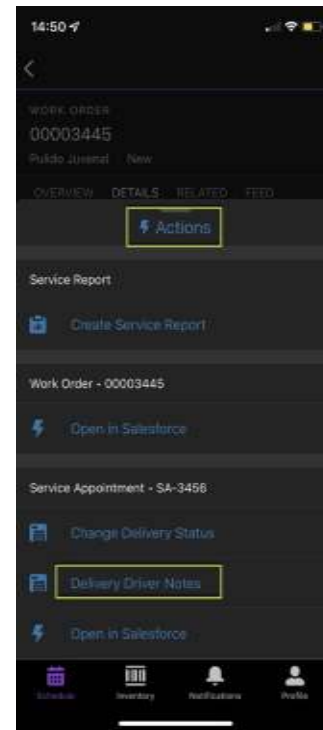 14:50
WORK ORDER
00003445
Pulido Juvenal New
OVERVIEW DETAILS RELATED FEED
Actions
Service Report
Create Service Report
Work Order - 00003445
Open in Salesforce
Service Appointment - SA-3456
Change Delivery Status
Delivery Driver Notes
Open in Salesforce
Schedule Inventory Notifications Profile